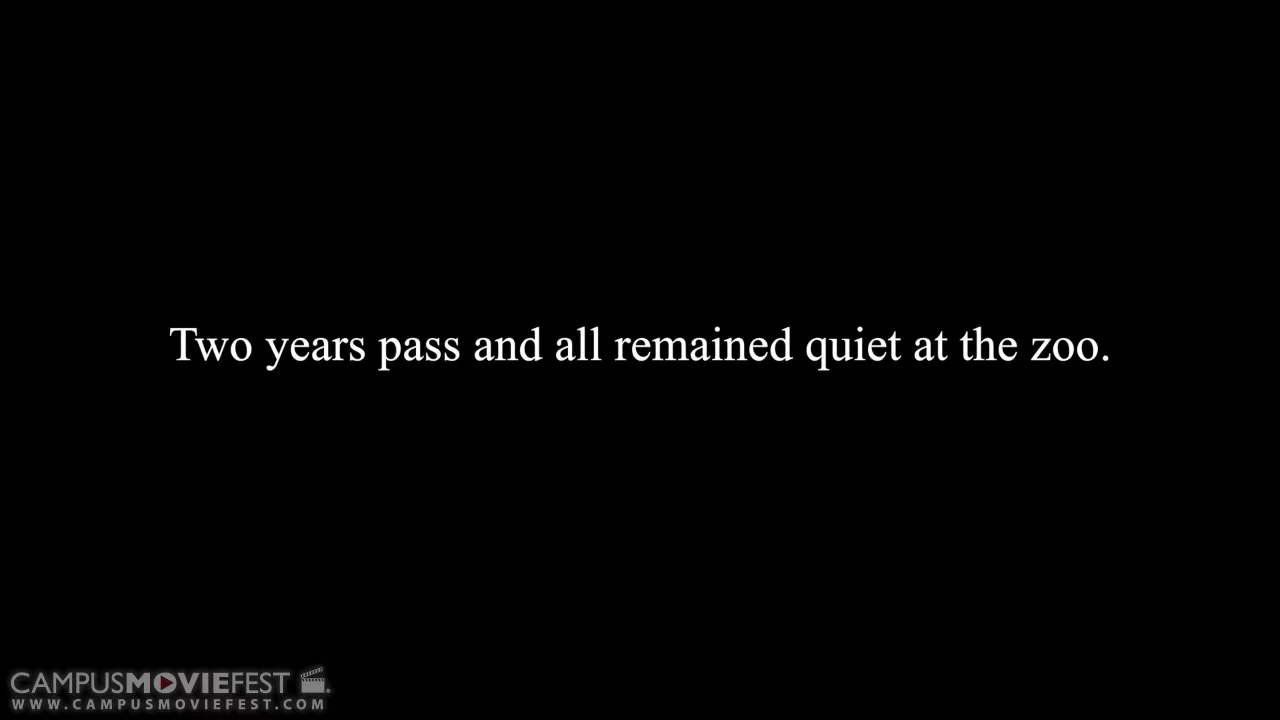 Two years pass and all remained quiet at the zoo.
CAMPUSMOVIEFEST.
WWW.CAMPUSMOVIEFEST.COM